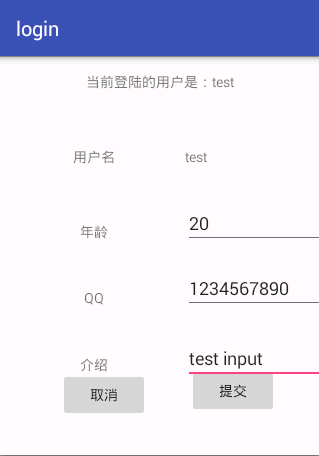 login
当前登陆的用户是：test
用户名 test
年龄 20
QQ 1234567890
介绍 test input
取消 提交